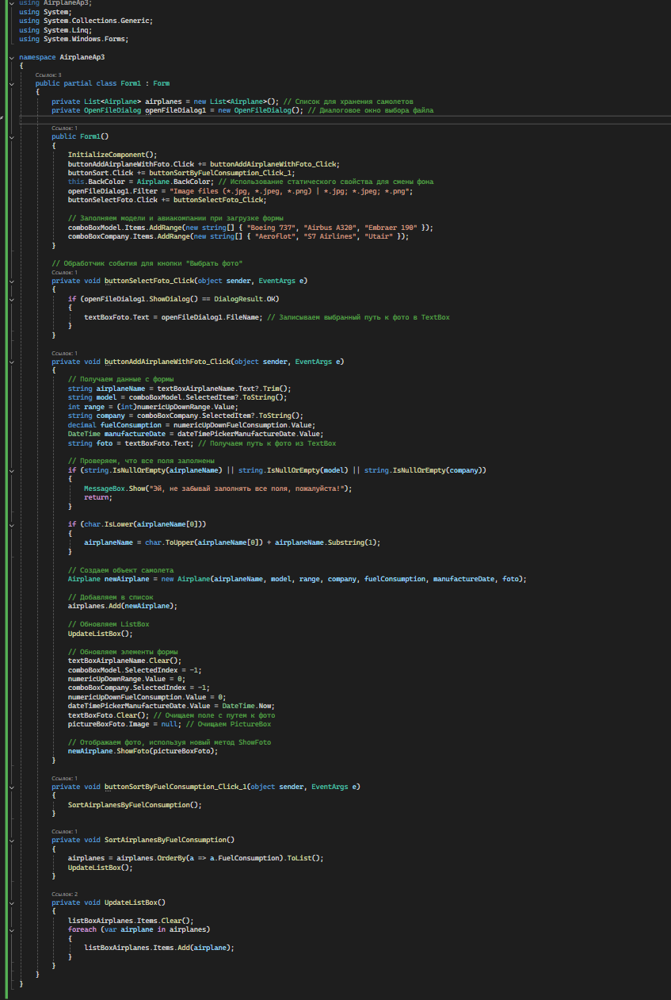 using AirplaneAp3;
using System;
using System.Collections.Generic;
using System.Linq;
using System.Windows.Forms;
namespace AirplaneAp3
{
Ссылок: 3
public partial class Form1 : Form
{
private List<Airplane> airplanes = new List<Airplane>(); // Список для хранения самолетов
private OpenFileDialog openFileDialog1 = new OpenFileDialog(); // Диалоговое окно выбора файла
Ссылок: 1
public Form1()
{
InitializeComponent();
buttonAddAirplaneWithFoto.Click += buttonAddAirplaneWithFoto_Click;
buttonSort.Click += buttonSortByFuelConsumption_Click_1;
this.BackColor = Airplane.BackColor; // Использование статического свойства для смены фона
openFileDialog1.Filter = "Image files (*.jpg, *.jpeg, *.png) | *.jpg; *.jpeg; *.png";
buttonSelectFoto.Click += buttonSelectFoto_Click;
// Заполняем модели и авиакомпании при загрузке формы
comboBoxModel.Items.AddRange(new string[] { "Boeing 737", "Airbus A320", "Embraer 190" });
comboBoxCompany.Items.AddRange(new string[] { "Aeroflot", "S7 Airlines", "Utair" });
}
// Обработчик события для кнопки "Выбрать фото"
Ссылок: 1
private void buttonSelectFoto_Click(object sender, EventArgs e)
{
if (openFileDialog1.ShowDialog() == DialogResult.OK)
{
textBoxFoto.Text = openFileDialog1.FileName; // Записываем выбранный путь к фото в TextBox
}
}
Ссылок: 1
private void buttonAddAirplaneWithFoto_Click(object sender, EventArgs e)
{
// Получаем данные с формы
string airplaneName = textBoxAirplaneName.Text?.Trim();
string model = comboBoxModel.SelectedItem?.ToString();
int range = (int)numericUpDownRange.Value;
string company = comboBoxCompany.SelectedItem?.ToString();
decimal fuelConsumption = numericUpDownFuelConsumption.Value;
DateTime manufactureDate = dateTimePickerManufactureDate.Value;
string foto = textBoxFoto.Text; // Получаем путь к фото из TextBox
// Проверяем, что все поля заполнены
if (string.IsNullOrEmpty(airplaneName) || string.IsNullOrEmpty(model) || string.IsNullOrEmpty(company))
{
MessageBox.Show("Эй, не забывай заполнять все поля, пожалуйста!");
return;
}
if (char.IsLower(airplaneName[0]))
{
airplaneName = char.ToUpper(airplaneName[0]) + airplaneName.Substring(1);
}
// Создаем объект самолета
Airplane newAirplane = new Airplane(airplaneName, model, range, company, fuelConsumption, manufactureDate, foto);
// Добавляем в список
airplanes.Add(newAirplane);
// Обновляем ListBox
UpdateListBox();
// Обновляем элементы формы
textBoxAirplaneName.Clear();
comboBoxModel.SelectedIndex = -1;
numericUpDownRange.Value = 0;
comboBoxCompany.SelectedIndex = -1;
numericUpDownFuelConsumption.Value = 0;
dateTimePickerManufactureDate.Value = DateTime.Now;
textBoxFoto.Clear(); // Очищаем поле с путем к фото
pictureBoxFoto.Image = null; // Очищаем PictureBox
// Отображаем фото, используя новый метод ShowFoto
newAirplane.ShowFoto(pictureBoxFoto);
}
Ссылок: 1
private void buttonSortByFuelConsumption_Click_1(object sender, EventArgs e)
{
SortAirplanesByFuelConsumption();
}
Ссылок: 1
private void SortAirplanesByFuelConsumption()
{
airplanes = airplanes.OrderBy(a => a.FuelConsumption).ToList();
UpdateListBox();
}
Ссылок: 2
private void UpdateListBox()
{
listBoxAirplanes.Items.Clear();
foreach (var airplane in airplanes)
{
listBoxAirplanes.Items.Add(airplane);
}
}
}
}